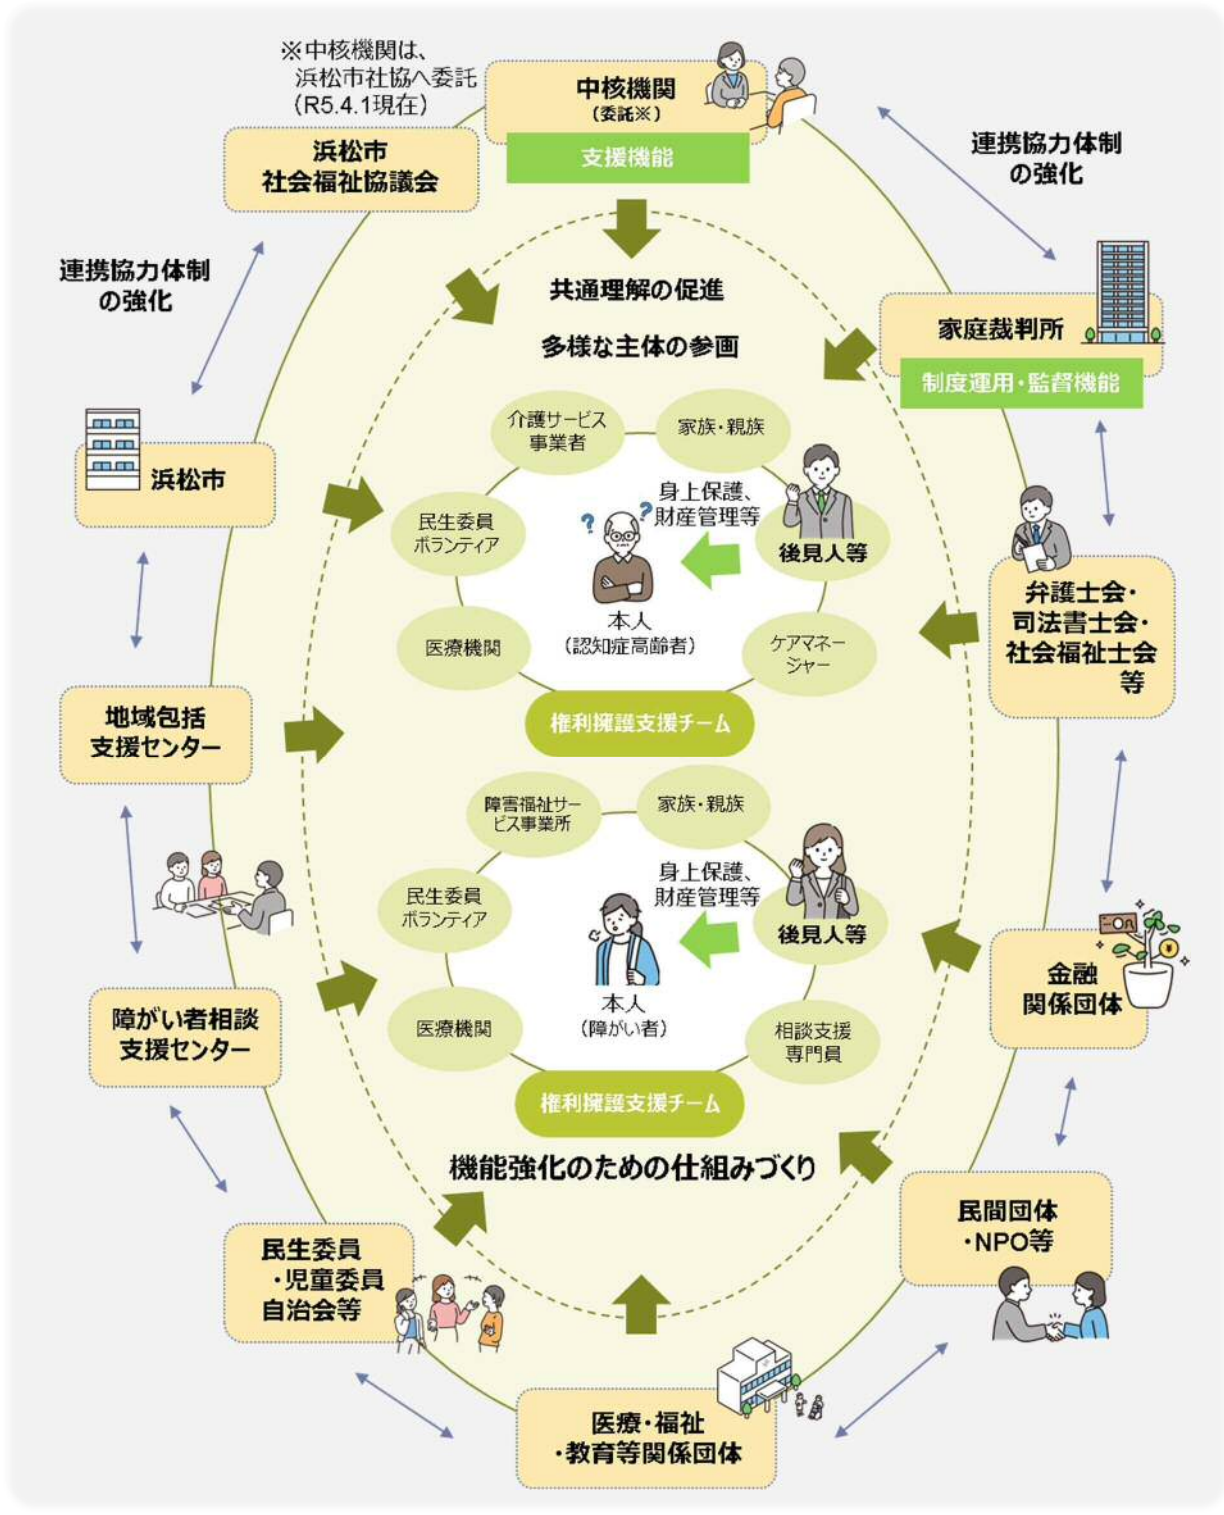 ※中核機関は、
浜松市社協へ委託
（R5.4.1現在）
中核機関
（委託※）
支援機能
浜松市
社会福祉協議会
連携協力体制
の強化
連携協力体制
の強化
共通理解の促進
多様な主体の参画
家庭裁判所
制度運用・監督機能
浜松市
介護サービス
事業者
家族・親族
民生委員
ボランティア
身上保護、
財産管理等
後見人等
?
?
本人
（認知症高齢者）
医療機関
ケアマネー
ジャー
権利擁護支援チーム
弁護士会・
司法書士会・
社会福祉士会
等
地域包括
支援センター
障害福祉サー
ビス事業所
家族・親族
民生委員
ボランティア
身上保護、
財産管理等
後見人等
本人
（障がい者）
医療機関
相談支援
専門員
権利擁護支援チーム
金融
関係団体
¥
障がい者相談
支援センター
機能強化のための仕組みづくり
民間団体
・NPO等
民生委員
・児童委員
自治会等
医療・福祉
・教育等関係団体